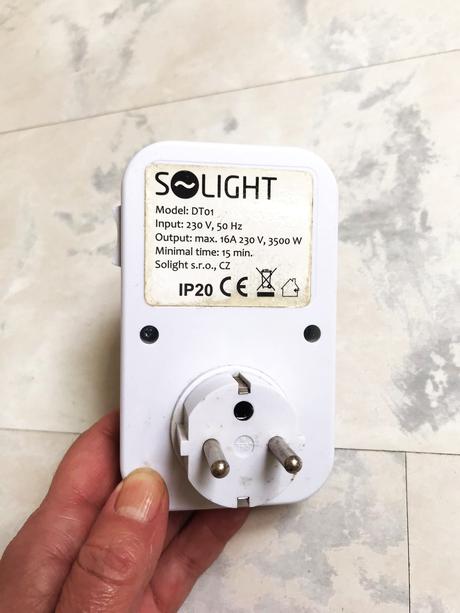 SOLIGHT
Model: DT01
Input: 230 V, 50 Hz
Output: max. 16A 230 V, 3500 W
Minimal time: 15 min.
Solight s.r.o., CZ
IP20 CE